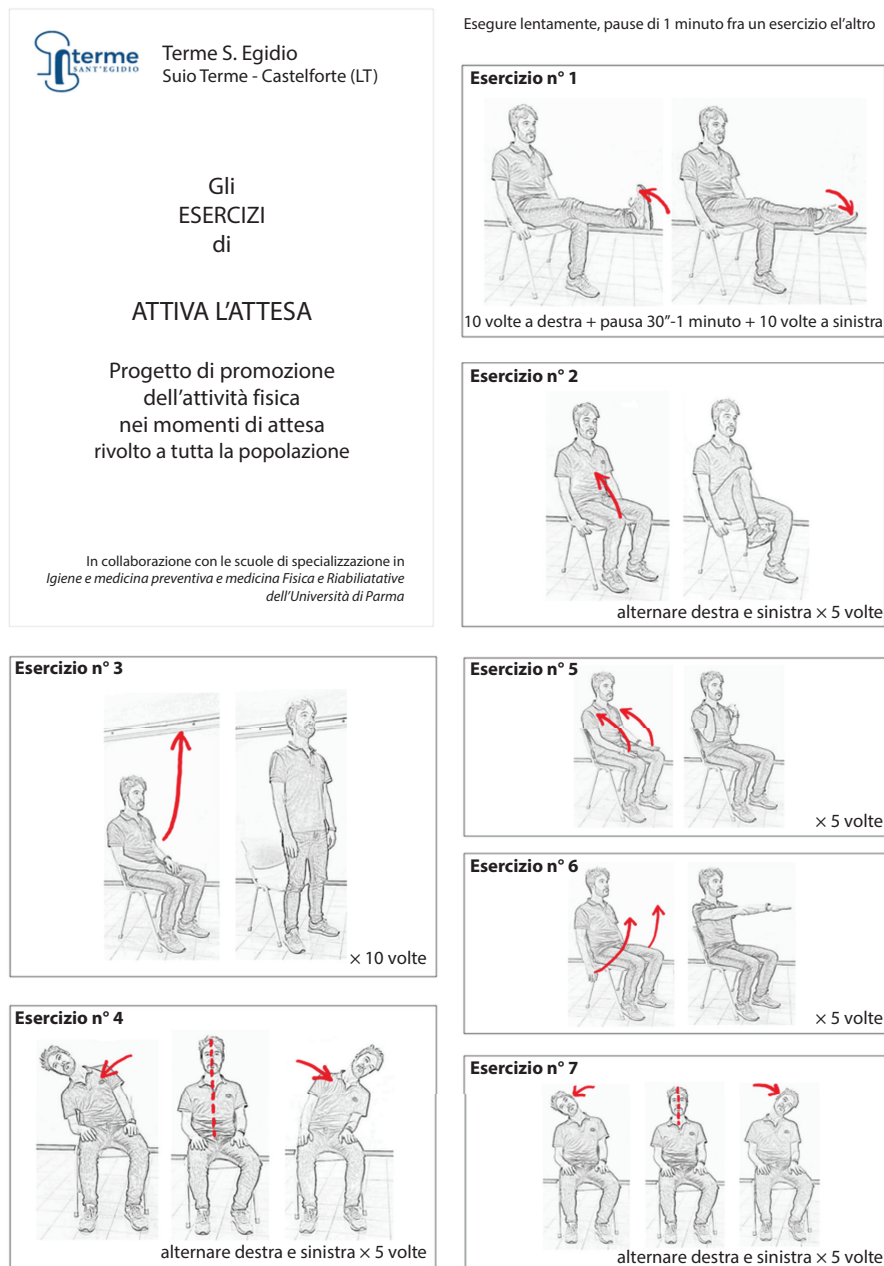 terme
SANT'EGIDIO
Terme S. Egidio
Suio Terme - Castelforte (LT)
Gli
ESERCIZI
di
ATTIVA L'ATTESA
Progetto di promozione
dell'attività fisica
nei momenti di attesa
rivolto a tutta la popolazione
In collaborazione con le scuole di specializzazione in
Igiene e medicina preventiva e medicina Fisica e Riabiliatative
dell'Università di Parma
Esegure lentamente, pause di 1 minuto fra un esercizio el'altro
Esercizio n° 1
10 volte a destra + pausa 30”-1 minuto + 10 volte a sinistra
Esercizio n° 2
alternare destra e sinistra × 5 volte
Esercizio n° 3
× 10 volte
Esercizio n° 4
alternare destra e sinistra × 5 volte
Esercizio n° 5
× 5 volte
Esercizio n° 6
× 5 volte
Esercizio n° 7
alternare destra e sinistra × 5 volte